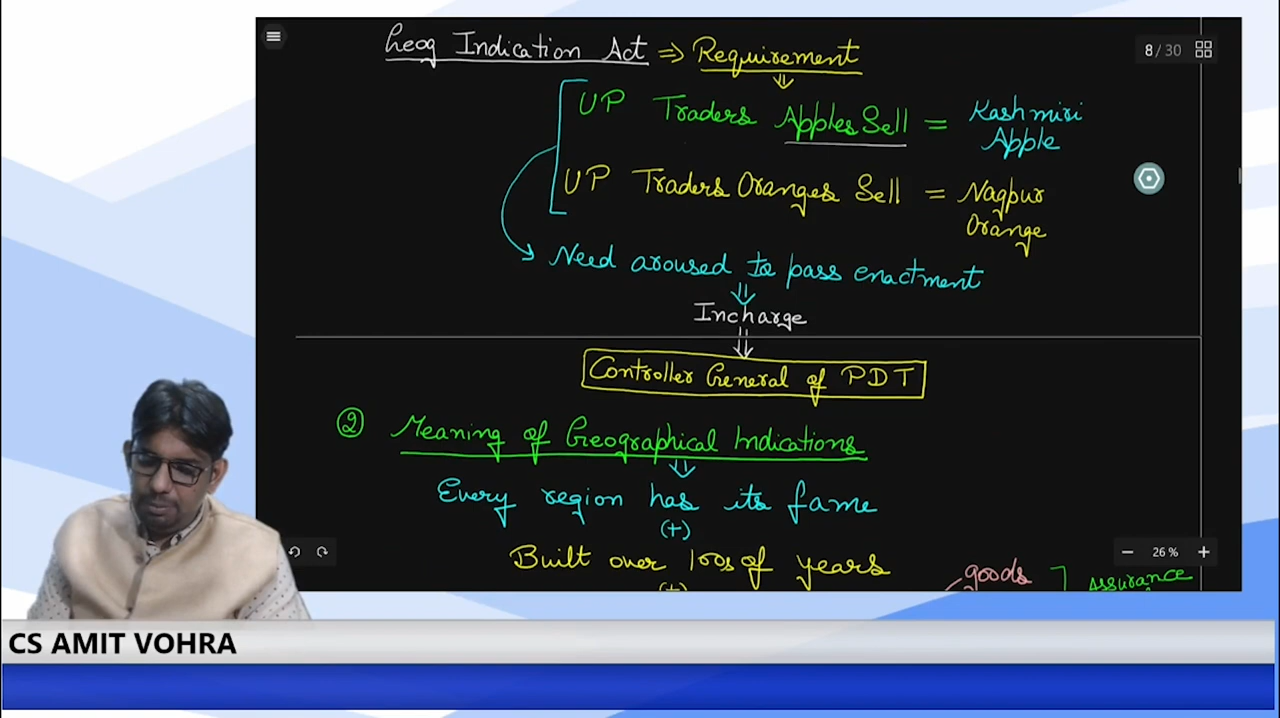 Geog Indication Act ⇒ Requirement
8/30
UP Traders Apples Sell = Kashmiri
Apple
UP Traders Oranges Sell = Nagpur
Orange
Need aroused to pass enactment
Incharge
Controller General of PDT
② Meaning of Geographical Indications
Every region has its fame
(+)
Built over 100s of years
(+)
goods
Assurance
26 %
CS AMIT VOHRA